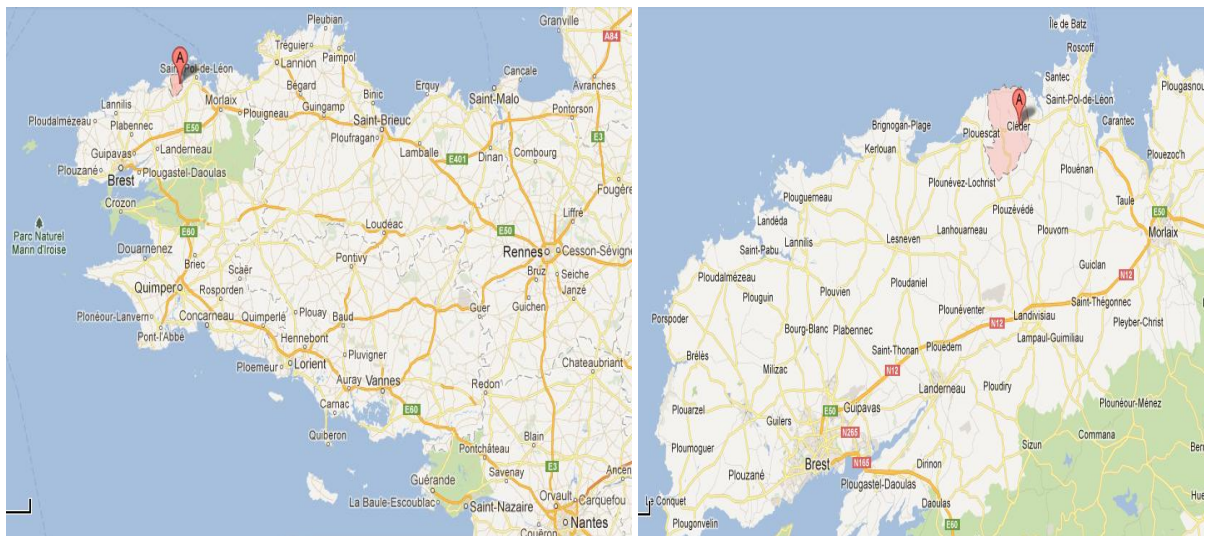 Pleubian
Granville
A84
Tréguier
Paimpol
A
Lannion
Saint-Pol-de-Léon
Cancale
Bégard
Erquy
Avranches
Binic
Saint-Malo
Lannilis
Morlaix
Guingamp
Plouigneau
Pontorson
Ploudalmézeau
Saint-Brieuc
Plabennec
E50
E3
Ploufragan
Guipavas
Landerneau
Lamballe
Dinan
Combourg
E401
Plouzané
Plougastel-Daoulas
Brest
Crozon
Liffre
Loudéac
E50
Parc Naturel
Marin d'Iroise
E60
Douarnenez
Rennes
Cesson-Sévigné
Briec
Pontivy
Scaër
Bruz
Seiche
Quimper
Rosporden
Janzé
Plouay
Guer
Guichen
Plonéour-Lanvern
Quimperlé
Baud
Concarneau
Pont-l'Abbé
Hennebont
Pluvigner
Lorient
Chateaubriant
Ploemeur
Auray
Vannes
Redon
Carnac
E60
Quiberon
Blain
Pontchâteau
E3
Savenay
Guérande
Ancen
La Baule-Escoublac
Orvault
Carquefou
Saint-Nazaire
Nantes
Couëron
Île de Batz
Roscoff
Santec
Plougasnou
A
Saint-Pol-de-Léon
Brignogan-Plage
Cléder
Carantec
Plouescat
Kerlouan
Plouezoc'h
Plouénan
Plounévez-Lochrist
Plouguerneau
Taule
Plouzévédé
E50
Landéda
Lanhouarneau
Plouvorn
Morlaix
Saint-Pabu
Lannilis
Lesneven
Guiclan
N12
Ploudalmézeau
Ploudaniel
Plouvien
Plouguin
Saint-Thégonnec
Plounéventer
Porspoder
Landivisiau
Bourg-Blanc
Plabennec
N12
Pleyber-Christ
Lampaul-Guimiliau
Saint-Thonan
Plouédern
Brélès
Milizac
N12
Landerneau
Ploudiry
Plouarzel
E50
Guipavas
Plounéour-Ménez
Guilers
N265
Commana
Ploumoguer
Sizun
Ben
Brest
N165
Dirinon
Plouzané
Plougastel-Daoulas
Le Conquet
Hue
Daoulas
Plougonvelin
E60